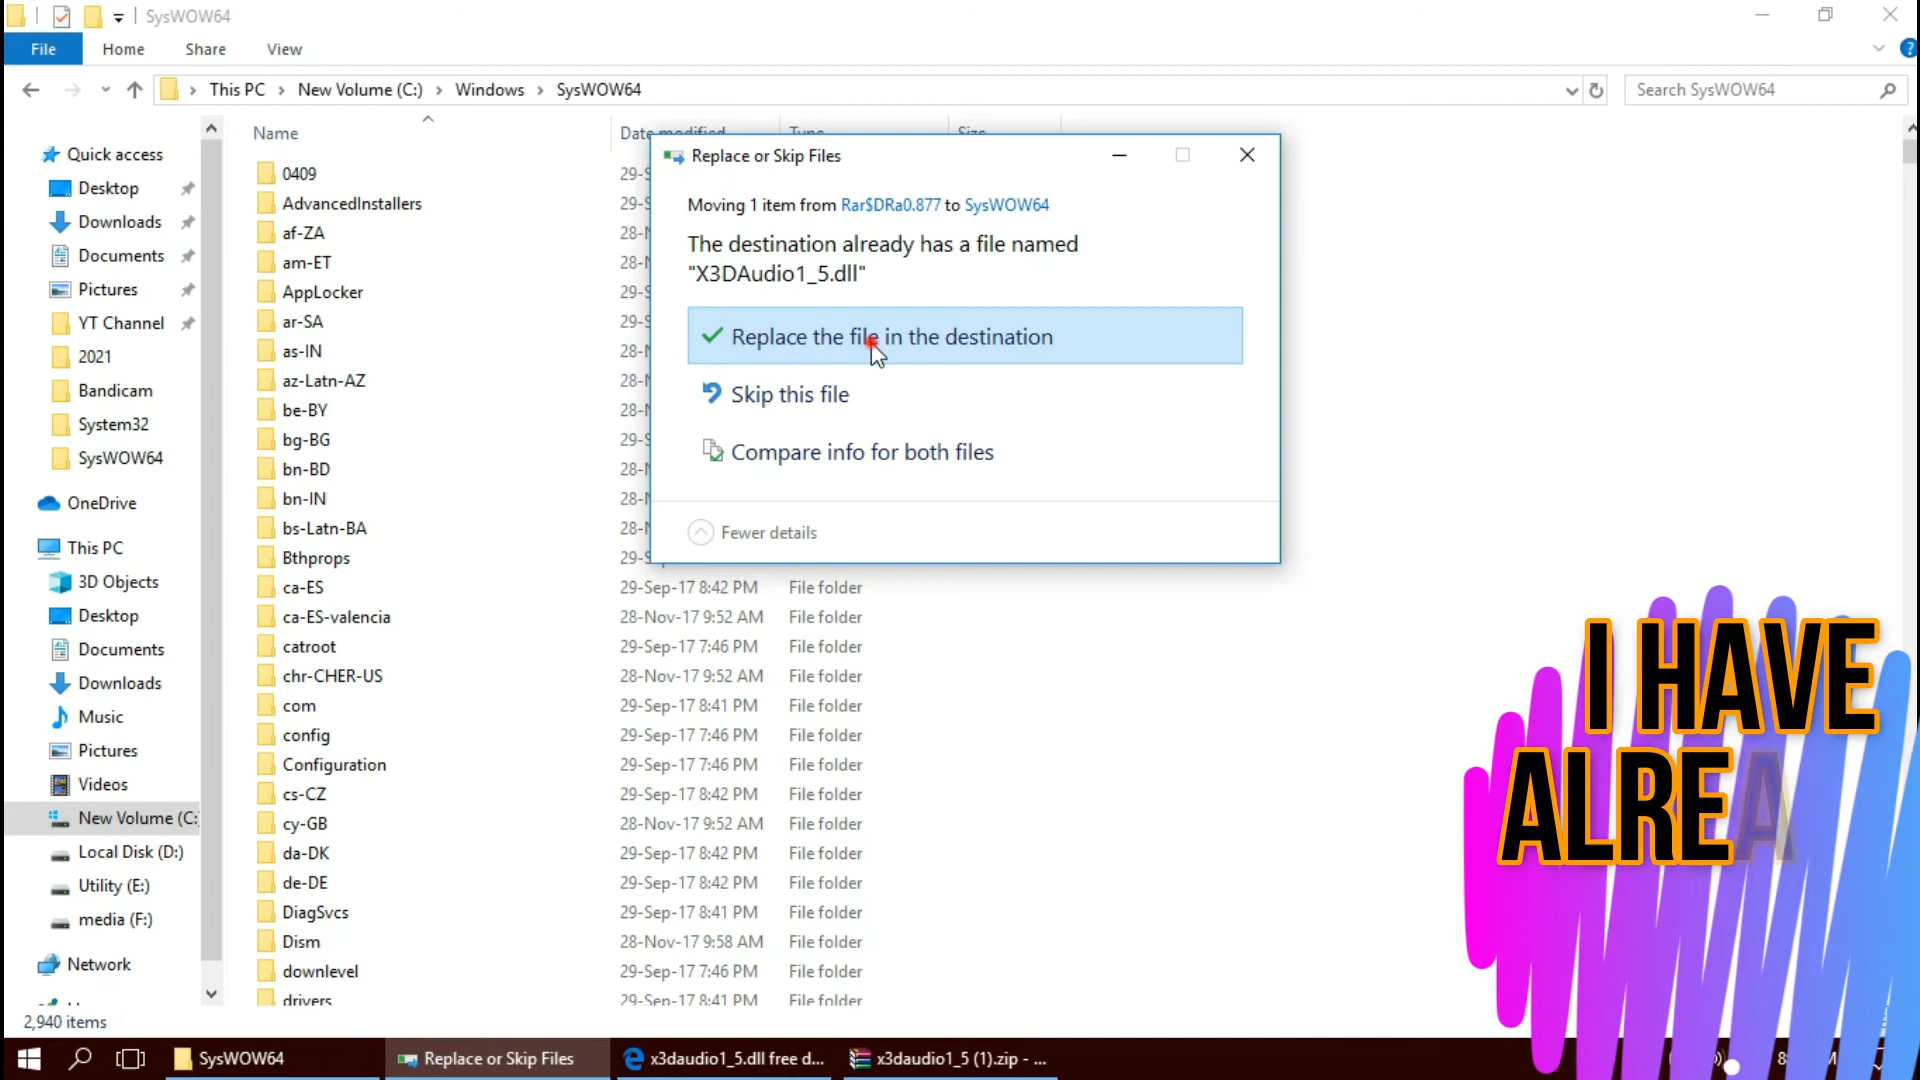 SysWOW64
File Home Share View
This PC New Volume (C:) Windows SysWOW64
Search SysWOW64
Quick access
Desktop
Downloads
Documents
Pictures
YT Channel
2021
Bandicam
System32
SysWOW64
OneDrive
This PC
3D Objects
Desktop
Documents
Downloads
Music
Pictures
Videos
New Volume (C:
Local Disk (D:)
Utility (E:)
media (F:)
Network
Name Date modified Type Size
0409 29-S
AdvancedInstallers 29-S
af-ZA 28-N
am-ET 28-N
AppLocker 29-S
ar-SA 29-S
as-IN 28-N
az-Latn-AZ 28-N
be-BY 28-N
bg-BG 29-S
bn-BD 28-N
bn-IN 28-N
bs-Latn-BA 28-N
Bthprops 29-S
ca-ES 29-Sep-17 8:42 PM File folder
ca-ES-valencia 28-Nov-17 9:52 AM File folder
catroot 29-Sep-17 7:46 PM File folder
chr-CHER-US 28-Nov-17 9:52 AM File folder
com 29-Sep-17 8:41 PM File folder
config 29-Sep-17 7:46 PM File folder
Configuration 29-Sep-17 7:46 PM File folder
cs-CZ 29-Sep-17 8:42 PM File folder
cy-GB 28-Nov-17 9:52 AM File folder
da-DK 29-Sep-17 8:42 PM File folder
de-DE 29-Sep-17 8:42 PM File folder
DiagSvcs 29-Sep-17 8:41 PM File folder
Dism 28-Nov-17 9:58 AM File folder
downlevel 29-Sep-17 7:46 PM File folder
drivers 29-Sep-17 8:41 PM File folder
Replace or Skip Files
Moving 1 item from Rar$DRa0.877 to SysWOW64
The destination already has a file named
"X3DAudio1_5.dll"
Replace the file in the destination
Skip this file
Compare info for both files
Fewer details
I HAVE
ALREA
2,940 items
SysWOW64 Replace or Skip Files x3daudio1_5.dll free d... x3daudio1_5 (1).zip - ...